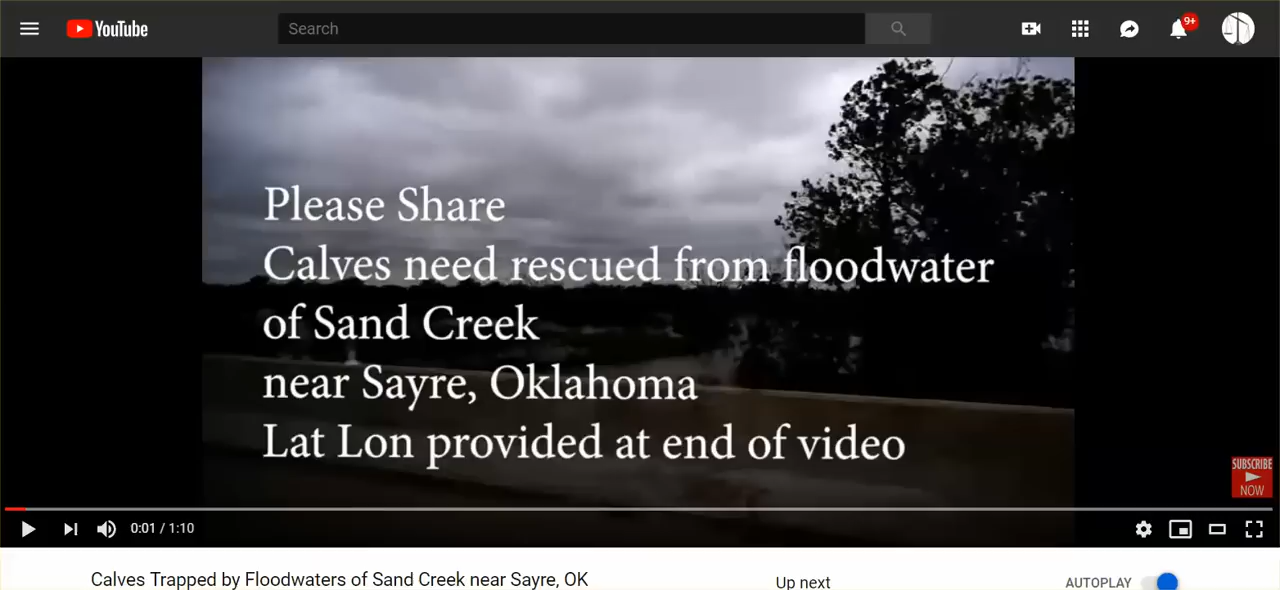 YouTube
Search
9+
Please Share
Calves need rescued from floodwater
of Sand Creek
near Sayre, Oklahoma
Lat Lon provided at end of video
SUBSCRIBE
NOW
0:01 / 1:10
Calves Trapped by Floodwaters of Sand Creek near Sayre, OK
Up next
AUTOPLAY